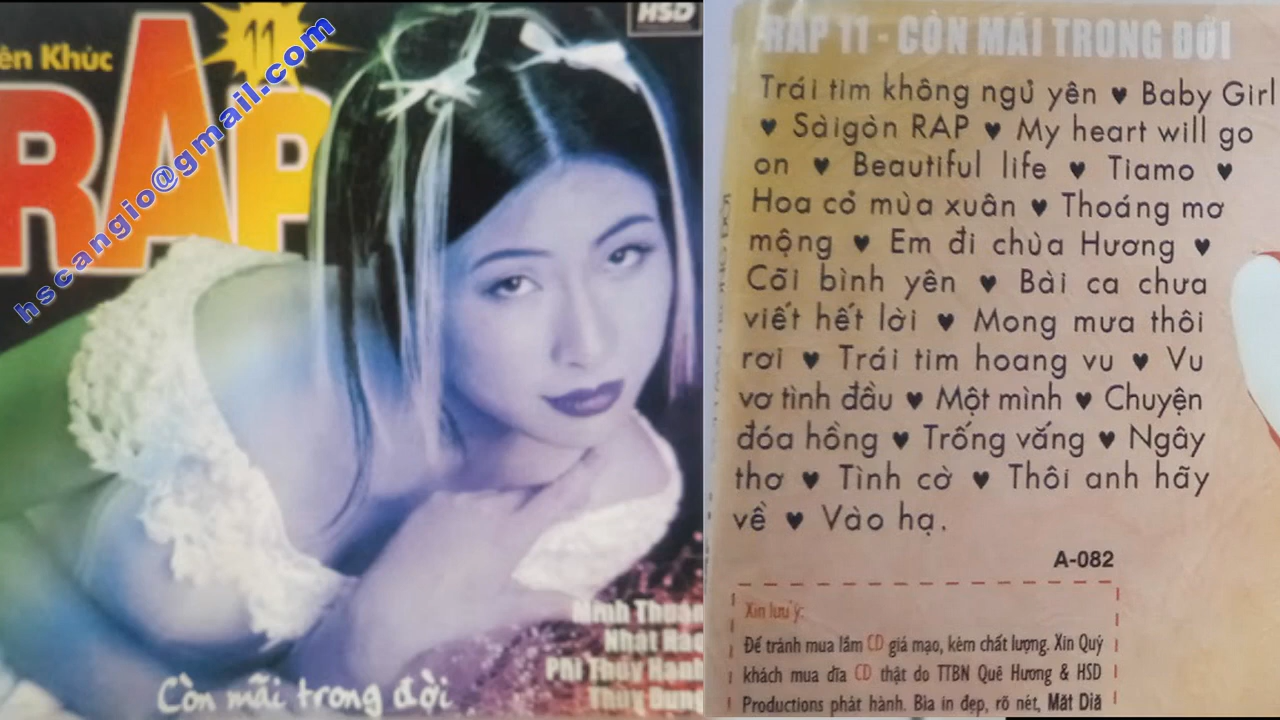 HSD
11
ên Khúc
RAP
hscangio@gmail.com
Minh Thuận
Nhật Hào
Phi Thúy Hạnh
Thùy Dung
Còn mãi trong đời
RAP 11 - CÒN MÃI TRONG ĐỜI
Trái tim không ngủ yên ♥ Baby Girl
♥ Sàigòn RAP ♥ My heart will go
on ♥ Beautiful life ♥ Tiamo ♥
Hoa cỏ mùa xuân ♥ Thoáng mơ
mộng ♥ Em đi chùa Hương ♥
Cõi bình yên ♥ Bài ca chưa
viết hết lời ♥ Mong mưa thôi
rơi ♥ Trái tim hoang vu ♥ Vu
vơ tình đầu ♥ Một mình ♥ Chuyện
đóa hồng ♥ Trống vắng ♥ Ngây
thơ ♥ Tình cờ ♥ Thôi anh hãy
về ♥ Vào hạ.
A-082
Xin lưu ý:
Để tránh mua lầm CD giá mạo, kèm chất lượng. Xin Quý
khách mua dĩa CD thật do TTBN Quê Hương & HSD
Productions phát hành. Bìa in đẹp, rõ nét, Mặt Diã